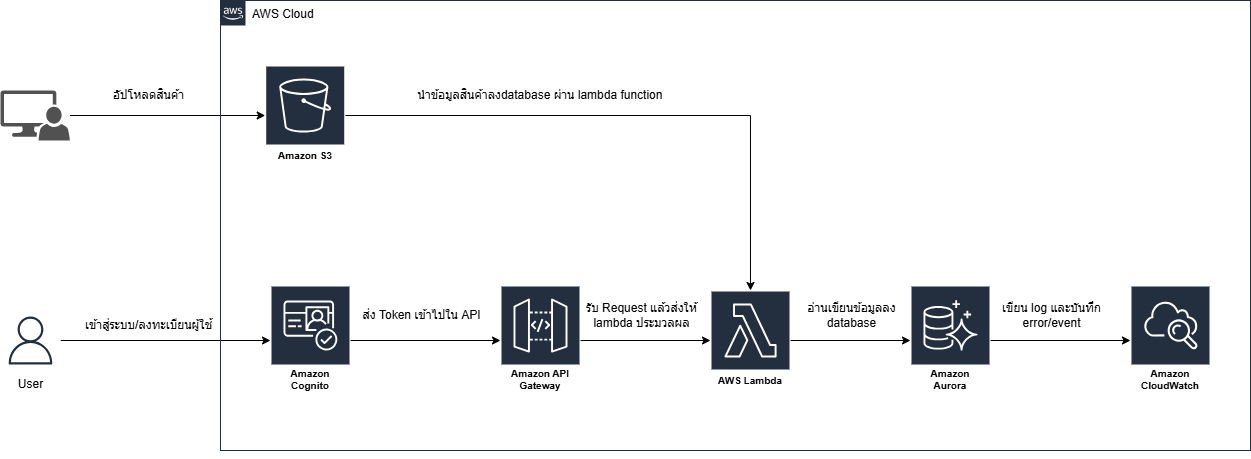 aws
AWS Cloud
อัปโหลดสินค้า
นำข้อมูลสินค้าลงdatabase ผ่าน lambda function
Amazon S3
เข้าสู่ระบบ/ลงทะเบียนผู้ใช้
ส่ง Token เข้าไปใน API
รับ Request แล้วส่งให้
lambda ประมวลผล
อ่านเขียนข้อมูลลง
database
เขียน log และบันทึก
error/event
User
Amazon
Cognito
Amazon API
Gateway
AWS Lambda
Amazon
Aurora
Amazon
CloudWatch